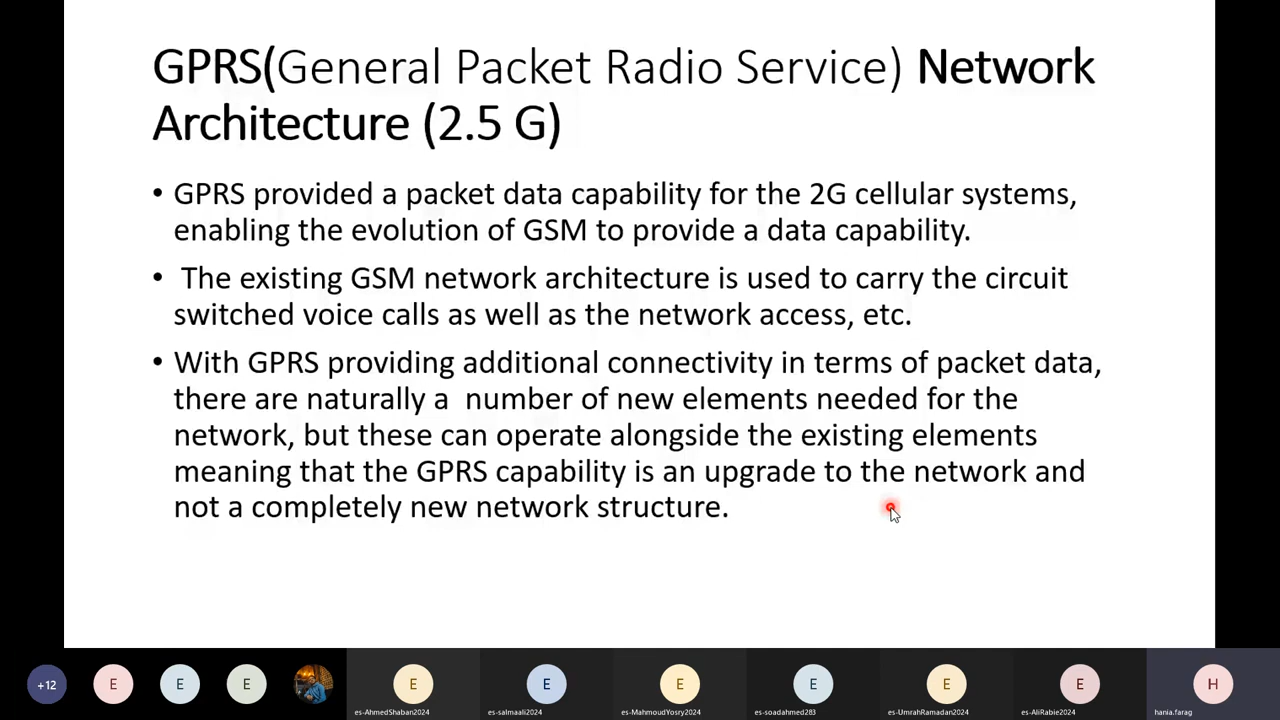 GPRS(General Packet Radio Service) Network
Architecture (2.5 G)
• GPRS provided a packet data capability for the 2G cellular systems,
enabling the evolution of GSM to provide a data capability.
• The existing GSM network architecture is used to carry the circuit
switched voice calls as well as the network access, etc.
• With GPRS providing additional connectivity in terms of packet data,
there are naturally a number of new elements needed for the
network, but these can operate alongside the existing elements
meaning that the GPRS capability is an upgrade to the network and
not a completely new network structure.
+12 E E E E E E E E E H
es-AhmedShaban2024 es-salmaali2024 es-MahmoudYosry2024 es-soadahmed283 es-UmrahRamadan2024 es-AliRabie2024 hania.farag